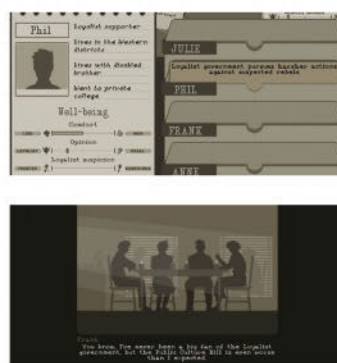 Phil
Loyalist supporter
Lives in the Western
districts
Lives with disabled
brother
Went to private
college
Well-being
Comfort
Opinion
Loyalist suspicion
JULIE
Loyalist government pursues harsher actions
against suspected rebels
PHIL
FRANK
ANNE
Frank
You know, I've never been a big fan of the Loyalist
government, but the Public Culture Bill is even worse
than I expected.